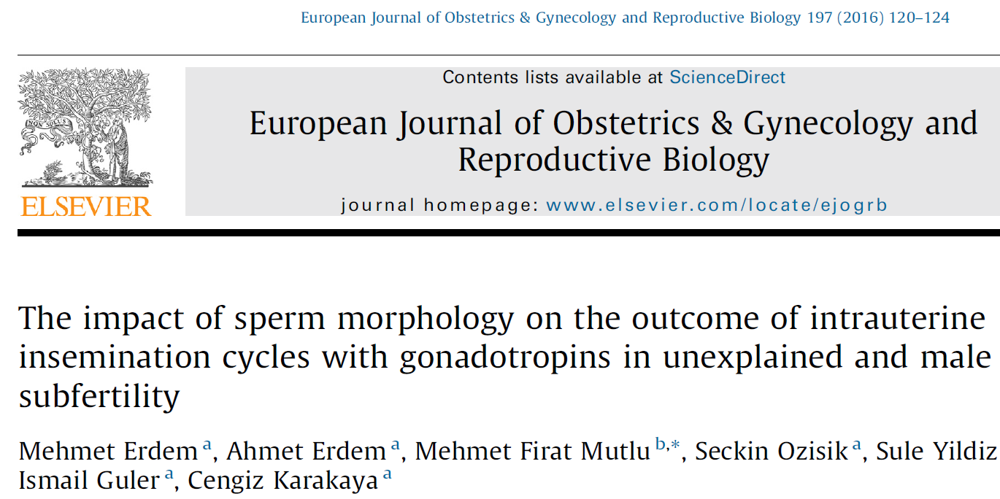 European Journal of Obstetrics & Gynecology and Reproductive Biology 197 (2016) 120–124
Contents lists available at ScienceDirect
European Journal of Obstetrics & Gynecology and
Reproductive Biology
journal homepage: www.elsevier.com/locate/ejogrb
NON SOLUS
ELSEVIER
The impact of sperm morphology on the outcome of intrauterine
insemination cycles with gonadotropins in unexplained and male
subfertility
Mehmet Erdem a, Ahmet Erdem a, Mehmet Firat Mutlu b,*, Seckin Ozisik a, Sule Yildiz
Ismail Guler a, Cengiz Karakaya a